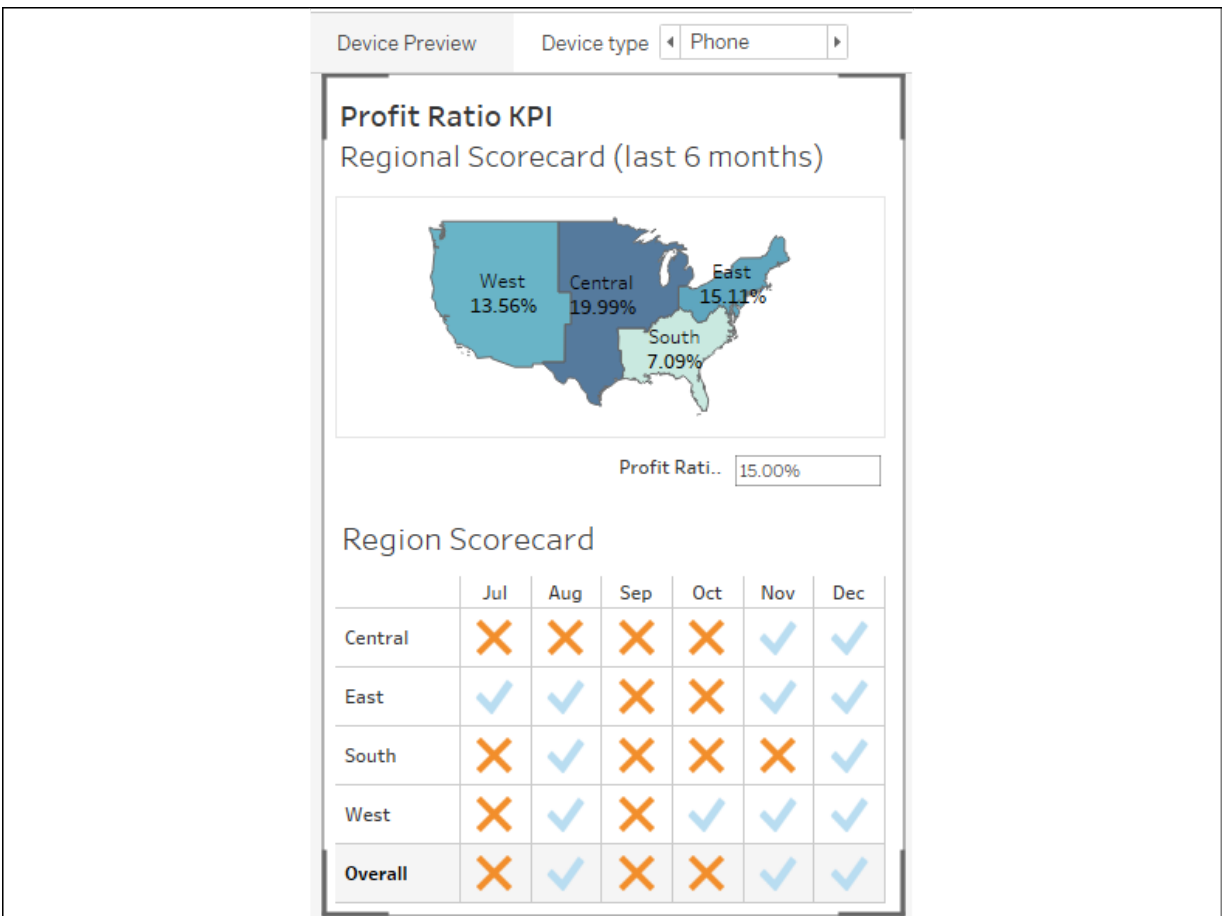 Device Preview Device type Phone
Profit Ratio KPI
Regional Scorecard (last 6 months)
West
13.56%
Central
19.99%
East
15.11%
South
7.09%
Profit Rati.. 15.00%
Region Scorecard
Jul Aug Sep Oct Nov Dec
Central
East
South
West
Overall